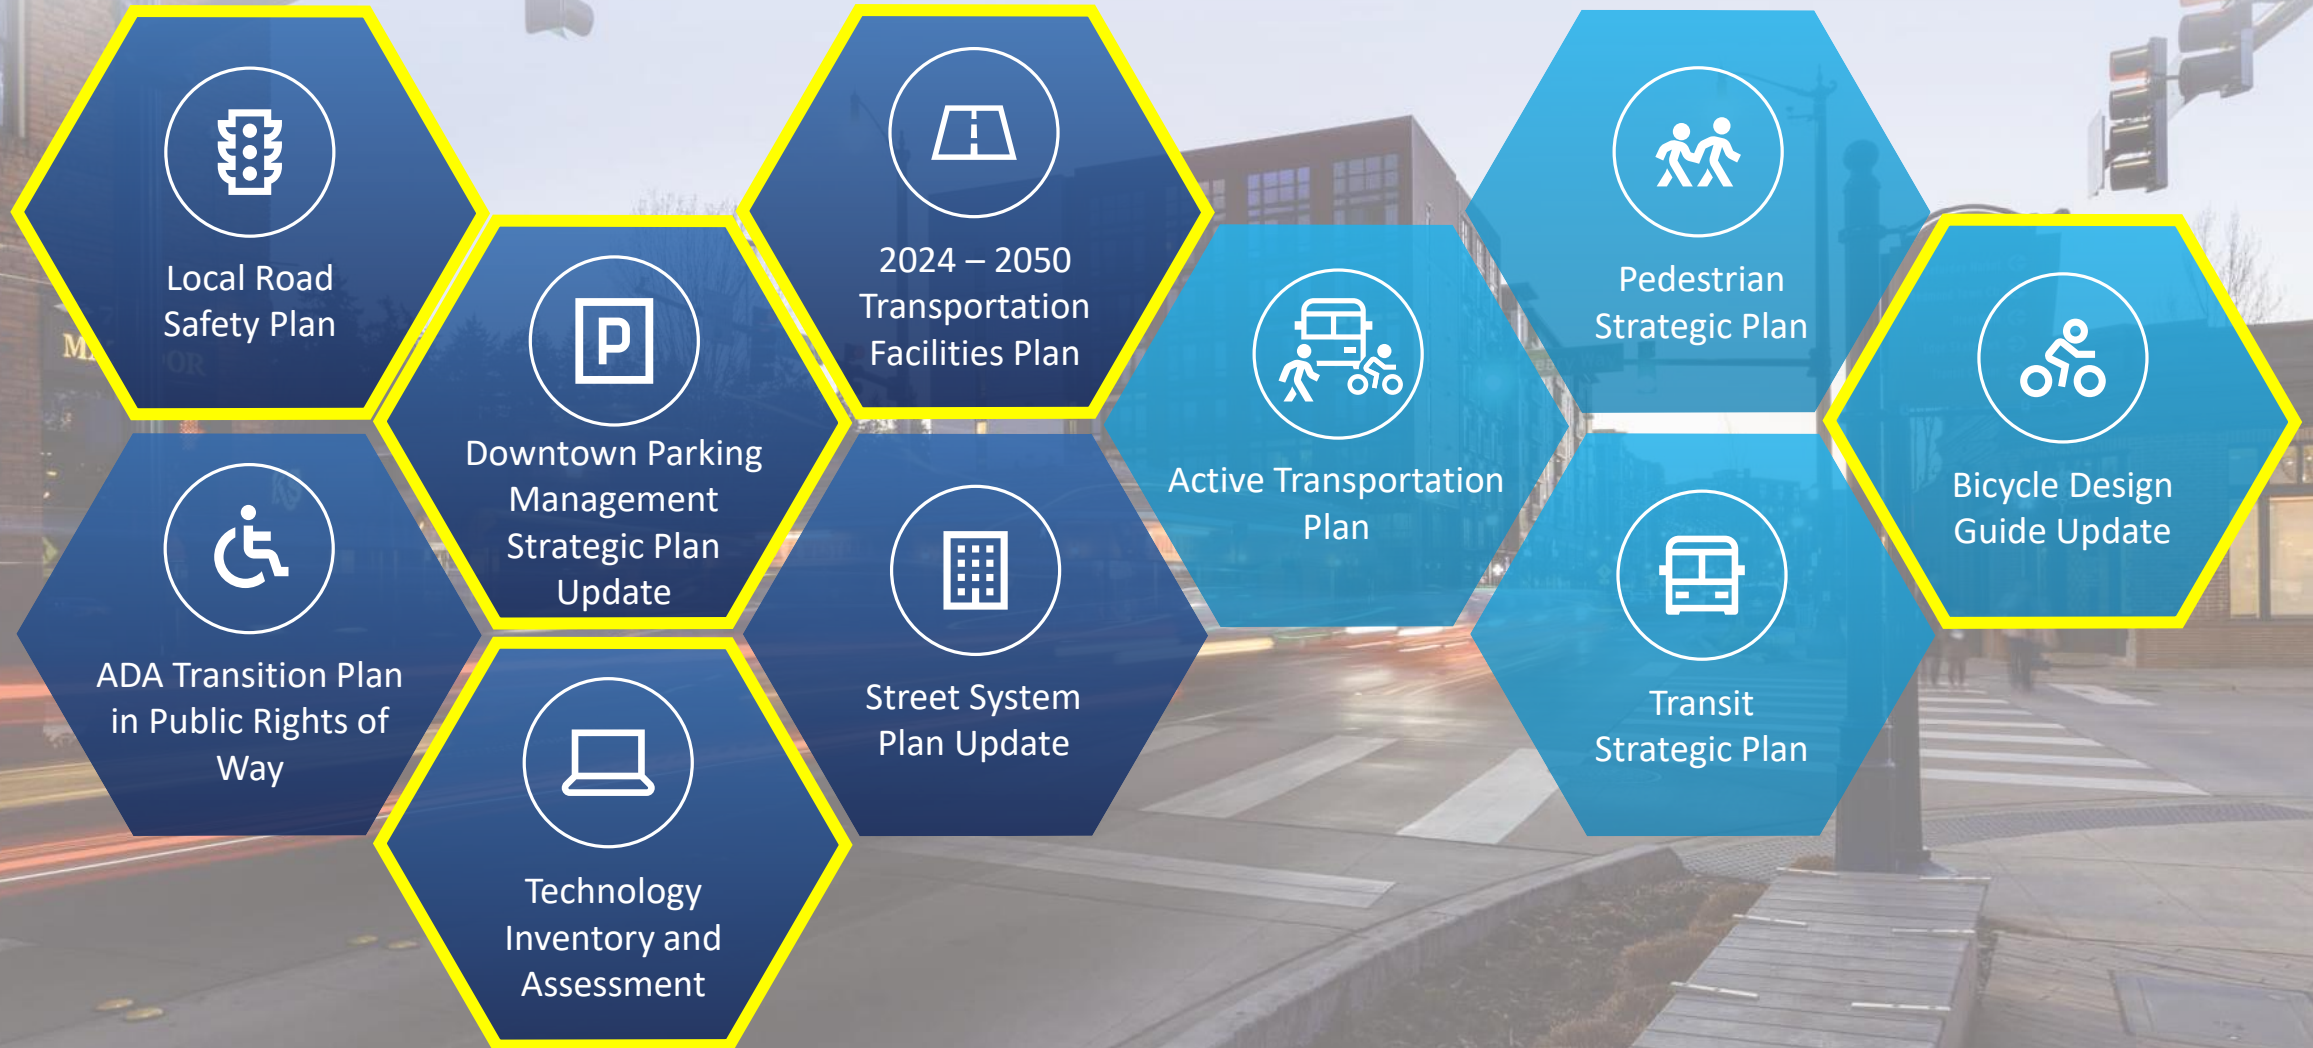 Local Road
Safety Plan
Downtown Parking
Management
Strategic Plan
Update
2024 – 2050
Transportation
Facilities Plan
ADA Transition Plan
in Public Rights of
Way
Technology
Inventory and
Assessment
Street System
Plan Update
Active Transportation
Plan
Pedestrian
Strategic Plan
Transit
Strategic Plan
Bicycle Design
Guide Update